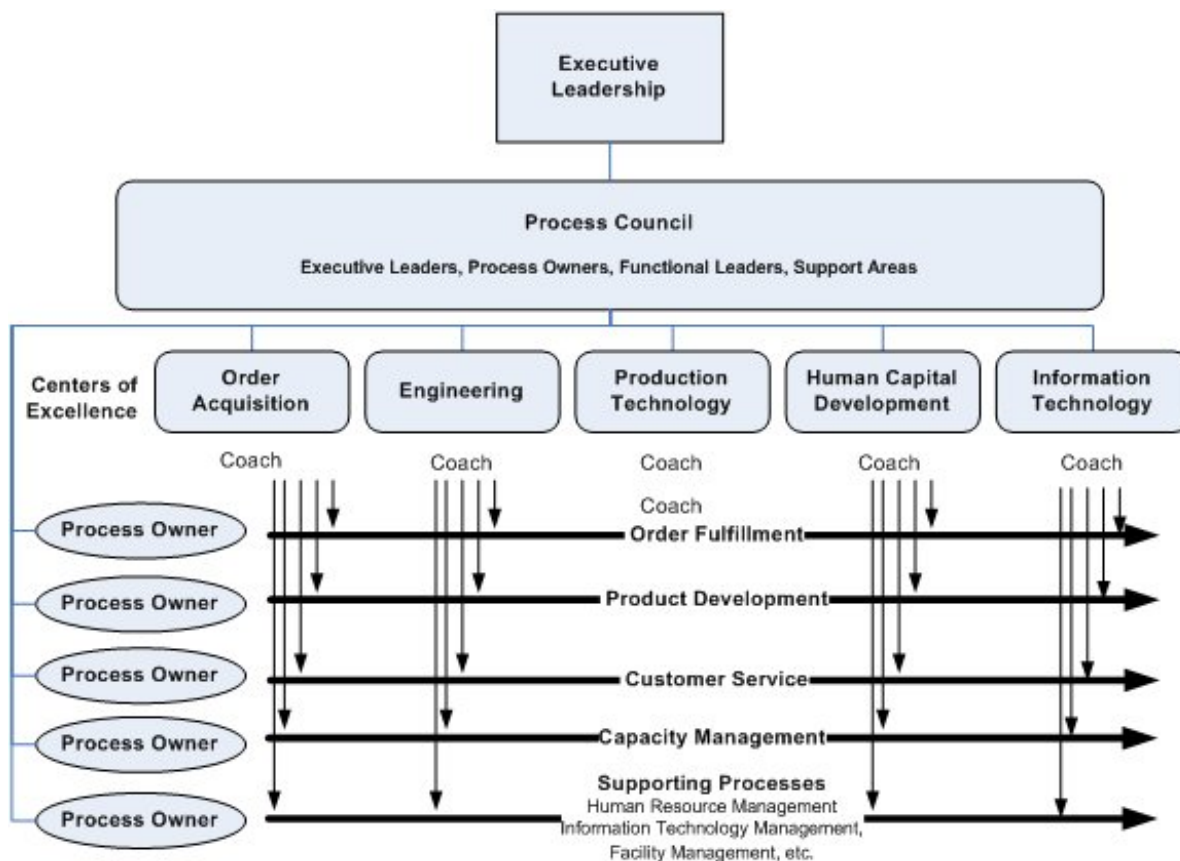 Executive
Leadership
Process Council
Executive Leaders, Process Owners, Functional Leaders, Support Areas
Centers of
Excellence
Order
Acquisition
Engineering
Production
Technology
Human Capital
Development
Information
Technology
Coach
Coach
Coach
Coach
Coach
Coach
Process Owner
Order Fulfillment
Process Owner
Product Development
Process Owner
Customer Service
Process Owner
Capacity Management
Process Owner
Supporting Processes
Human Resource Management
Information Technology Management,
Facility Management, etc.